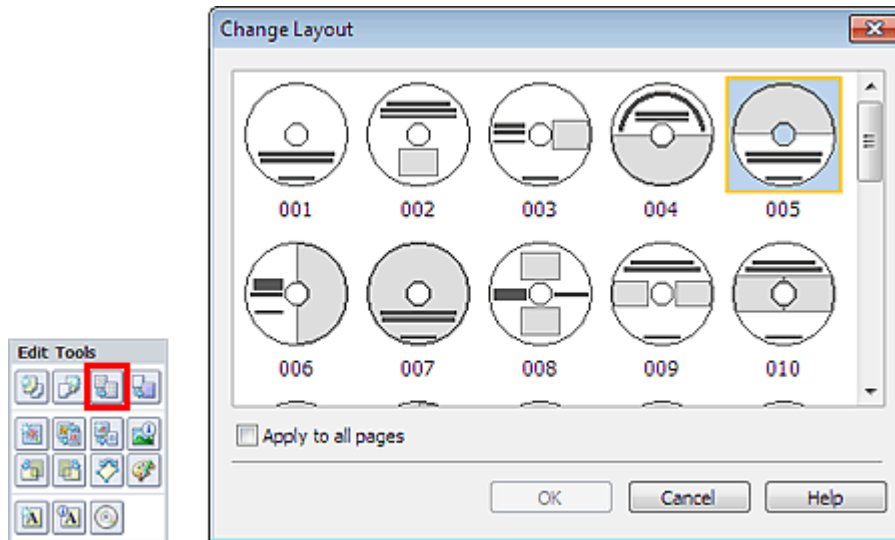 Change Layout
001 002 003 004 005
006 007 008 009 010
Apply to all pages
OK Cancel Help
Edit Tools